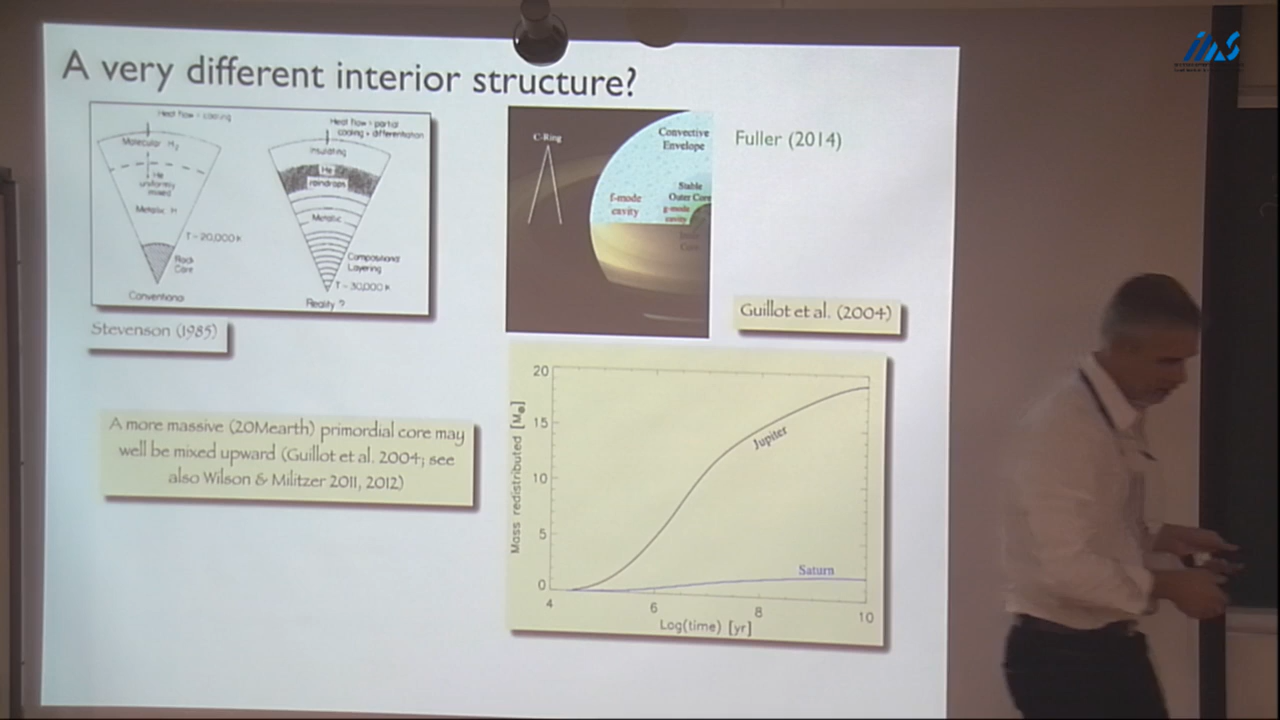 A very different interior structure?
Heat flow = cooling
Molecular H₂
He
uniformly
mixed
Metallic H
T ~ 20,000 K
Rock
Core
Conventional
Heat flow = partial
cooling + differentiation
Insulating
He
raindrops
Metallic
Compositional
Layering
T ~ 30,000 K
Reality ?
Stevenson (1985)
C-Ring
Convective
Envelope
f-mode
cavity
Stable
Outer Core
g-mode
cavity
Core
Fuller (2014)
Guillot et al. (2004)
A more massive (20Mearth) primordial core may
well be mixed upward (Guillot et al. 2004; see
also Wilson & Militzer 2011, 2012)
Mass redistributed [M⊕]
20
15
10
5
0
Jupiter
Saturn
4
6
8
10
Log(time) [yr]